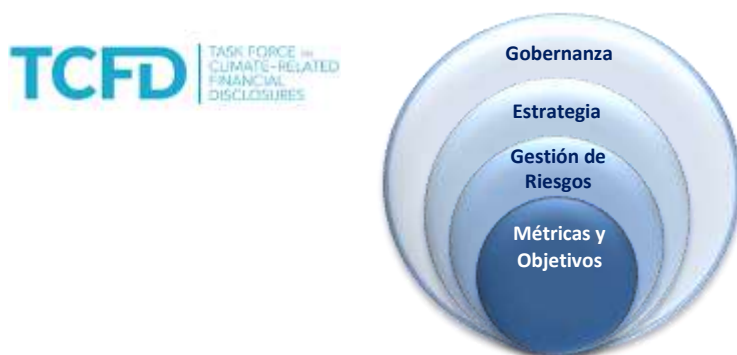 TCFD
TASK FORCE ON
CLIMATE-RELATED
FINANCIAL
DISCLOSURES
Gobernanza
Estrategia
Gestión de
Riesgos
Métricas y
Objetivos